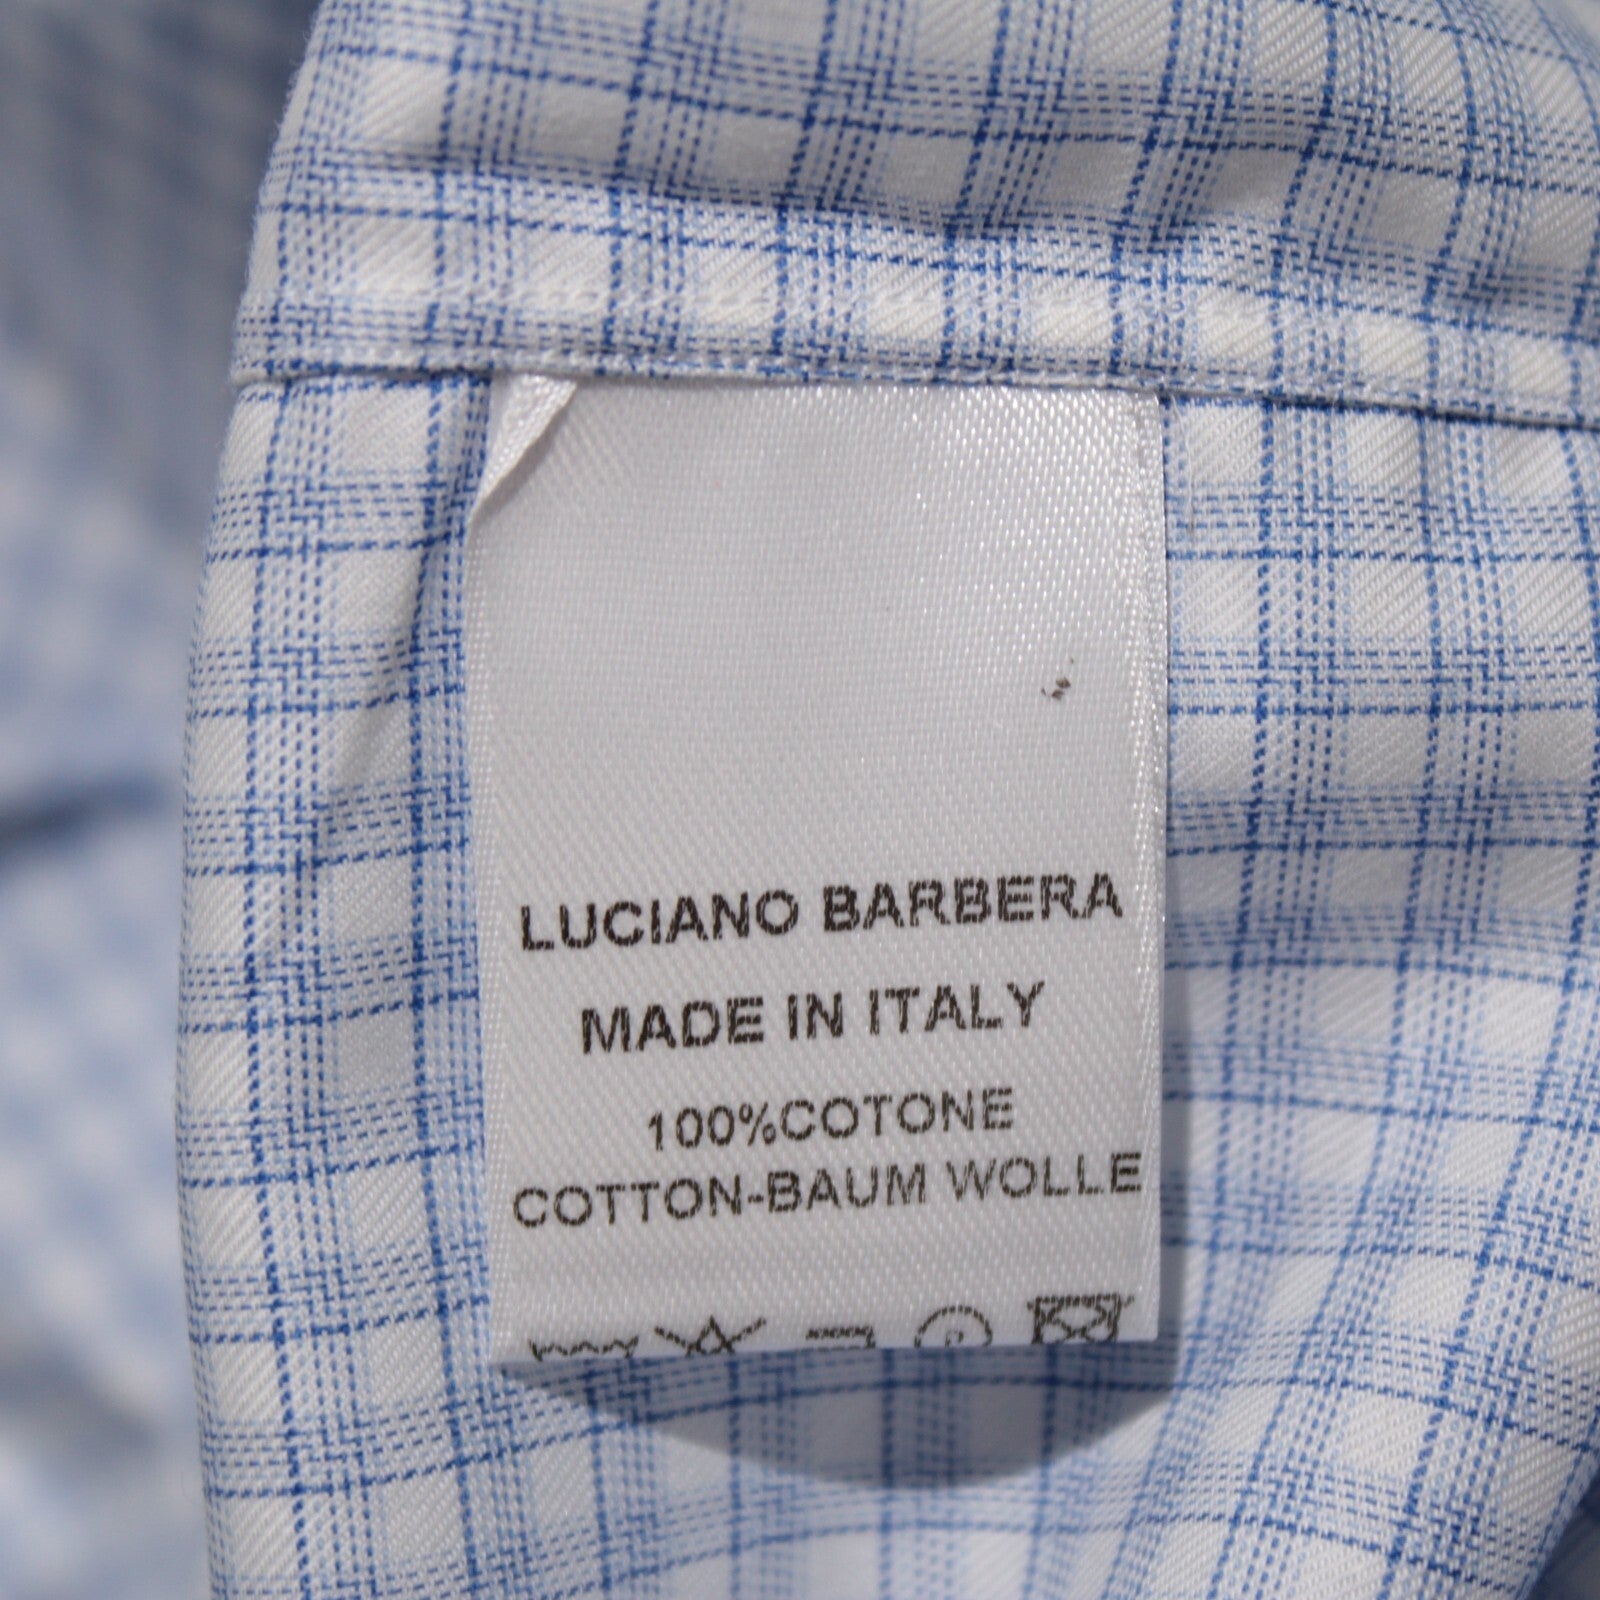 LUCIANO BARBERA
MADE IN ITALY
100%COTONE
COTTON-BAUM WOLLE